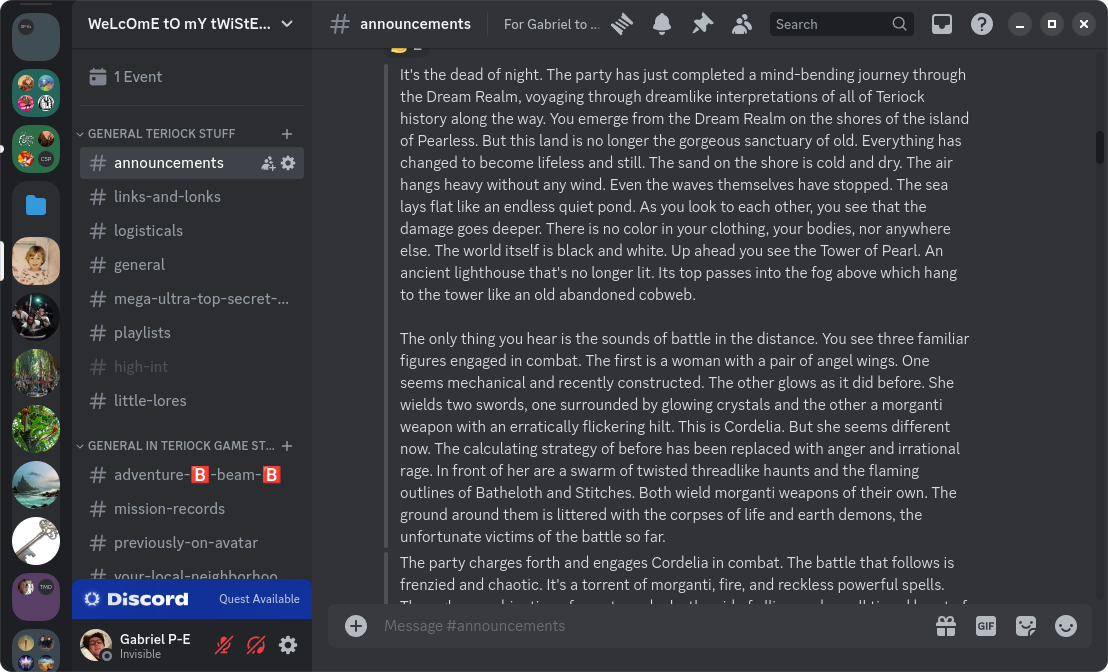 WeLcOmE tO mY tWiStE...
announcements
For Gabriel to ...
Search
1 Event
GENERAL TERIOCK STUFF
announcements
links-and-lonks
logisticals
general
mega-ultra-top-secret-...
playlists
high-int
little-lores
GENERAL IN TERIOCK GAME ST...
adventure-🅱-beam-🅱
mission-records
previously-on-avatar
your-local-neighborhoo
Discord
Quest Available
Gabriel P-E
Invisible
CSP
TMD
It's the dead of night. The party has just completed a mind-bending journey through
the Dream Realm, voyaging through dreamlike interpretations of all of Teriock
history along the way. You emerge from the Dream Realm on the shores of the island
of Pearless. But this land is no longer the gorgeous sanctuary of old. Everything has
changed to become lifeless and still. The sand on the shore is cold and dry. The air
hangs heavy without any wind. Even the waves themselves have stopped. The sea
lays flat like an endless quiet pond. As you look to each other, you see that the
damage goes deeper. There is no color in your clothing, your bodies, nor anywhere
else. The world itself is black and white. Up ahead you see the Tower of Pearl. An
ancient lighthouse that's no longer lit. Its top passes into the fog above which hang
to the tower like an old abandoned cobweb.
The only thing you hear is the sounds of battle in the distance. You see three familiar
figures engaged in combat. The first is a woman with a pair of angel wings. One
seems mechanical and recently constructed. The other glows as it did before. She
wields two swords, one surrounded by glowing crystals and the other a morganti
weapon with an erratically flickering hilt. This is Cordelia. But she seems different
now. The calculating strategy of before has been replaced with anger and irrational
rage. In front of her are a swarm of twisted threadlike haunts and the flaming
outlines of Batheloth and Stitches. Both wield morganti weapons of their own. The
ground around them is littered with the corpses of life and earth demons, the
unfortunate victims of the battle so far.
The party charges forth and engages Cordelia in combat. The battle that follows is
frenzied and chaotic. It's a torrent of morganti, fire, and reckless powerful spells.
Message #announcements
GIF